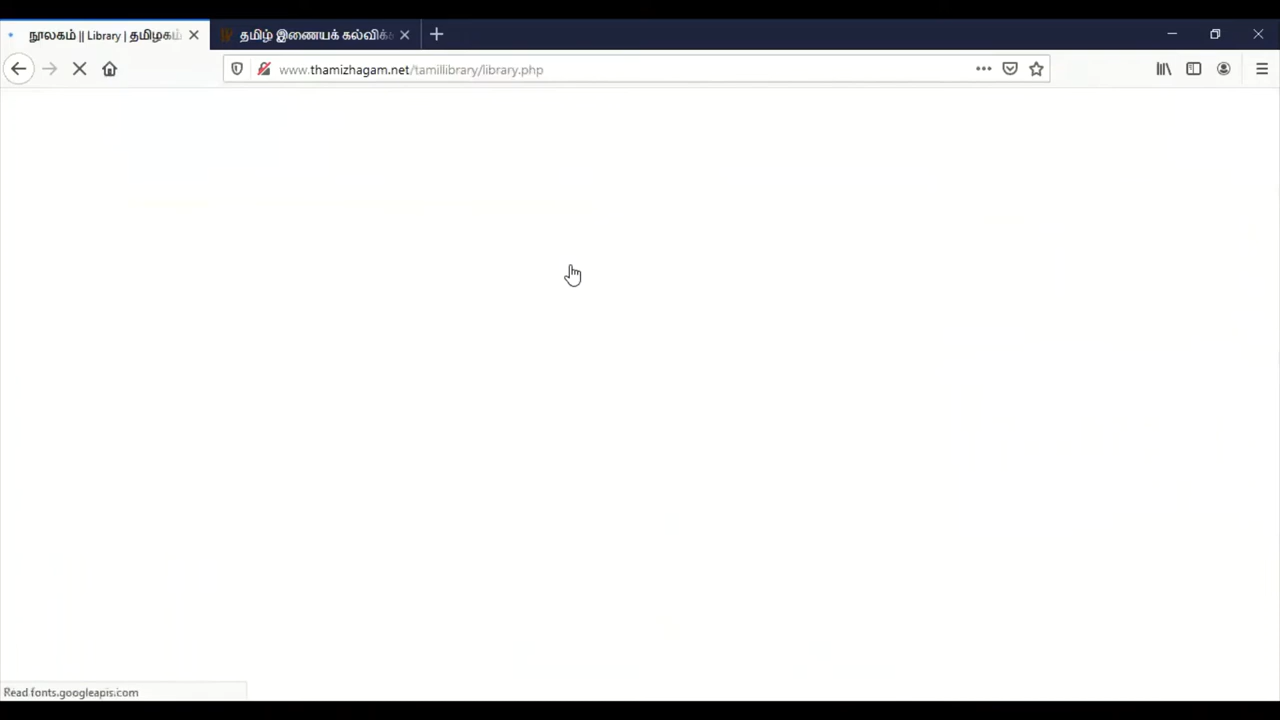 நூலகம் || Library | தமிழகம்
தமிழ் இணையக் கல்விக்
www.thamizhagam.net/tamillibrary/library.php
Read fonts.googleapis.com